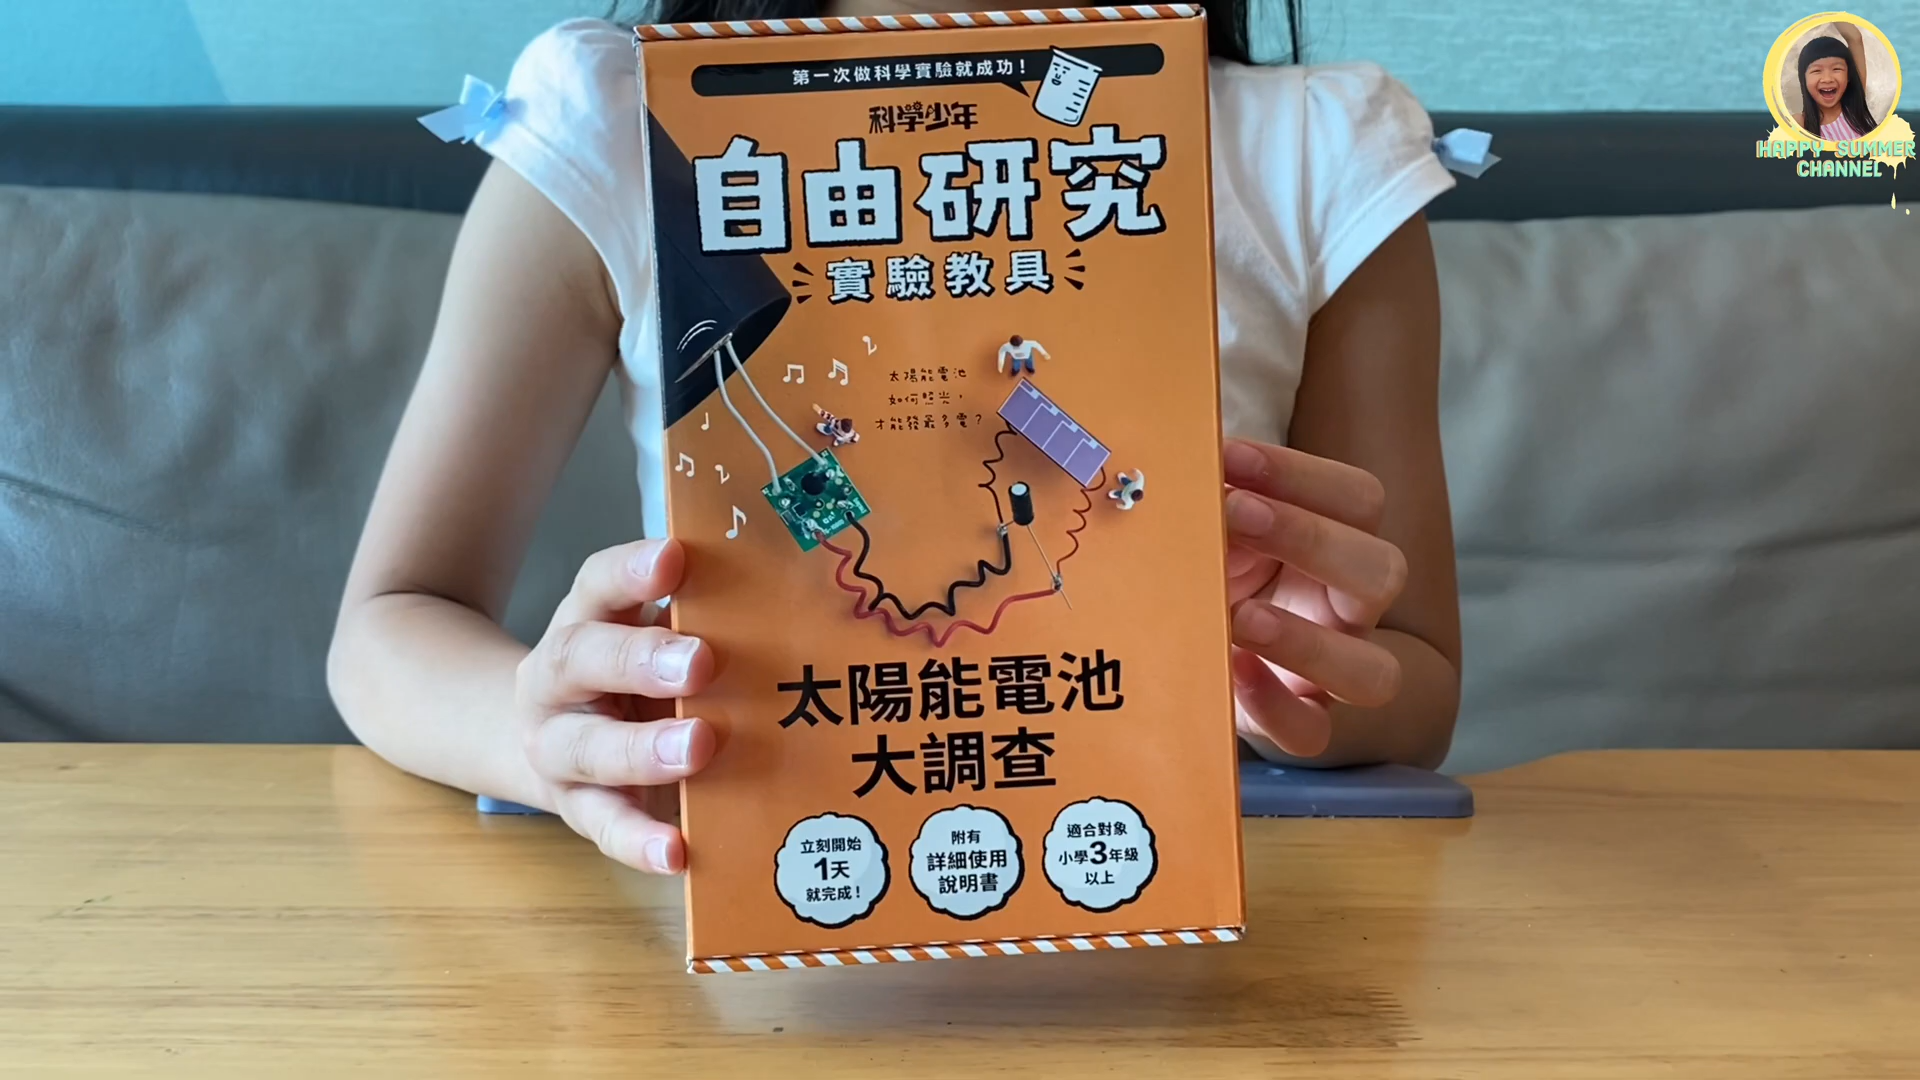 第一次做科學實驗就成功！
科學少年
自由研究
實驗教具
太陽能電池
如何照光，
才能發最多電？
太陽能電池
大調查
立刻開始
1天
就完成！
附有
詳細使用
說明書
適合對象
小學3年級
以上
HAPPY SUMMER
CHANNEL